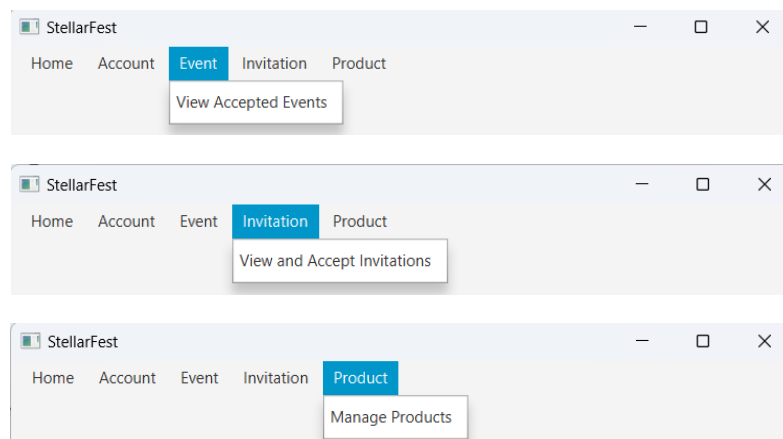 StellarFest
Home Account Event Invitation Product
View Accepted Events
StellarFest
Home Account Event Invitation Product
View and Accept Invitations
StellarFest
Home Account Event Invitation Product
Manage Products